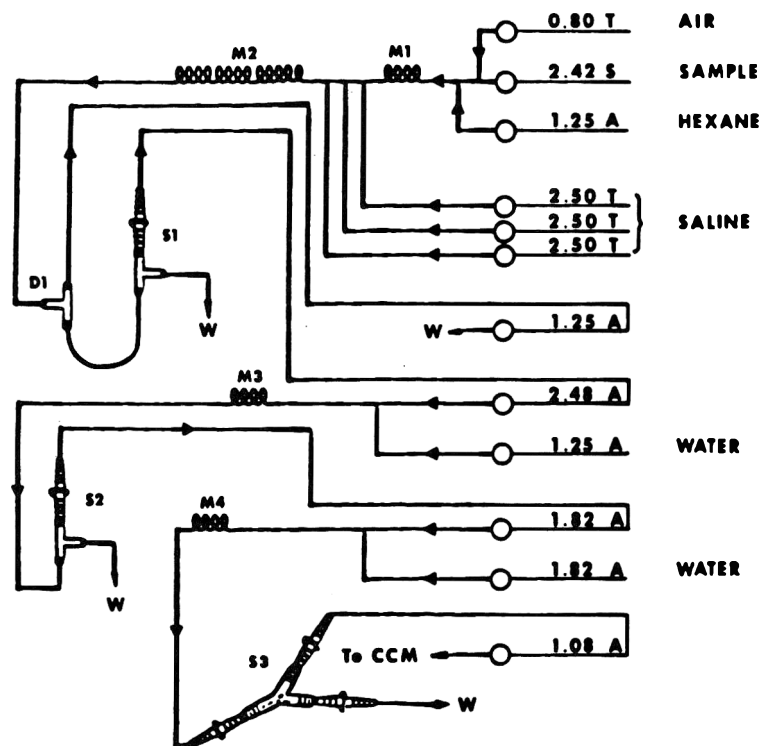 0.80 T AIR
M2 M1
2.42 S SAMPLE
1.25 A HEXANE
2.50 T
S1 2.50 T SALINE
2.50 T
D1
W W 1.25 A
M3
2.48 A
1.25 A WATER
S2 M4
1.82 A
1.82 A WATER
W
S3 To CCM 1.08 A
W